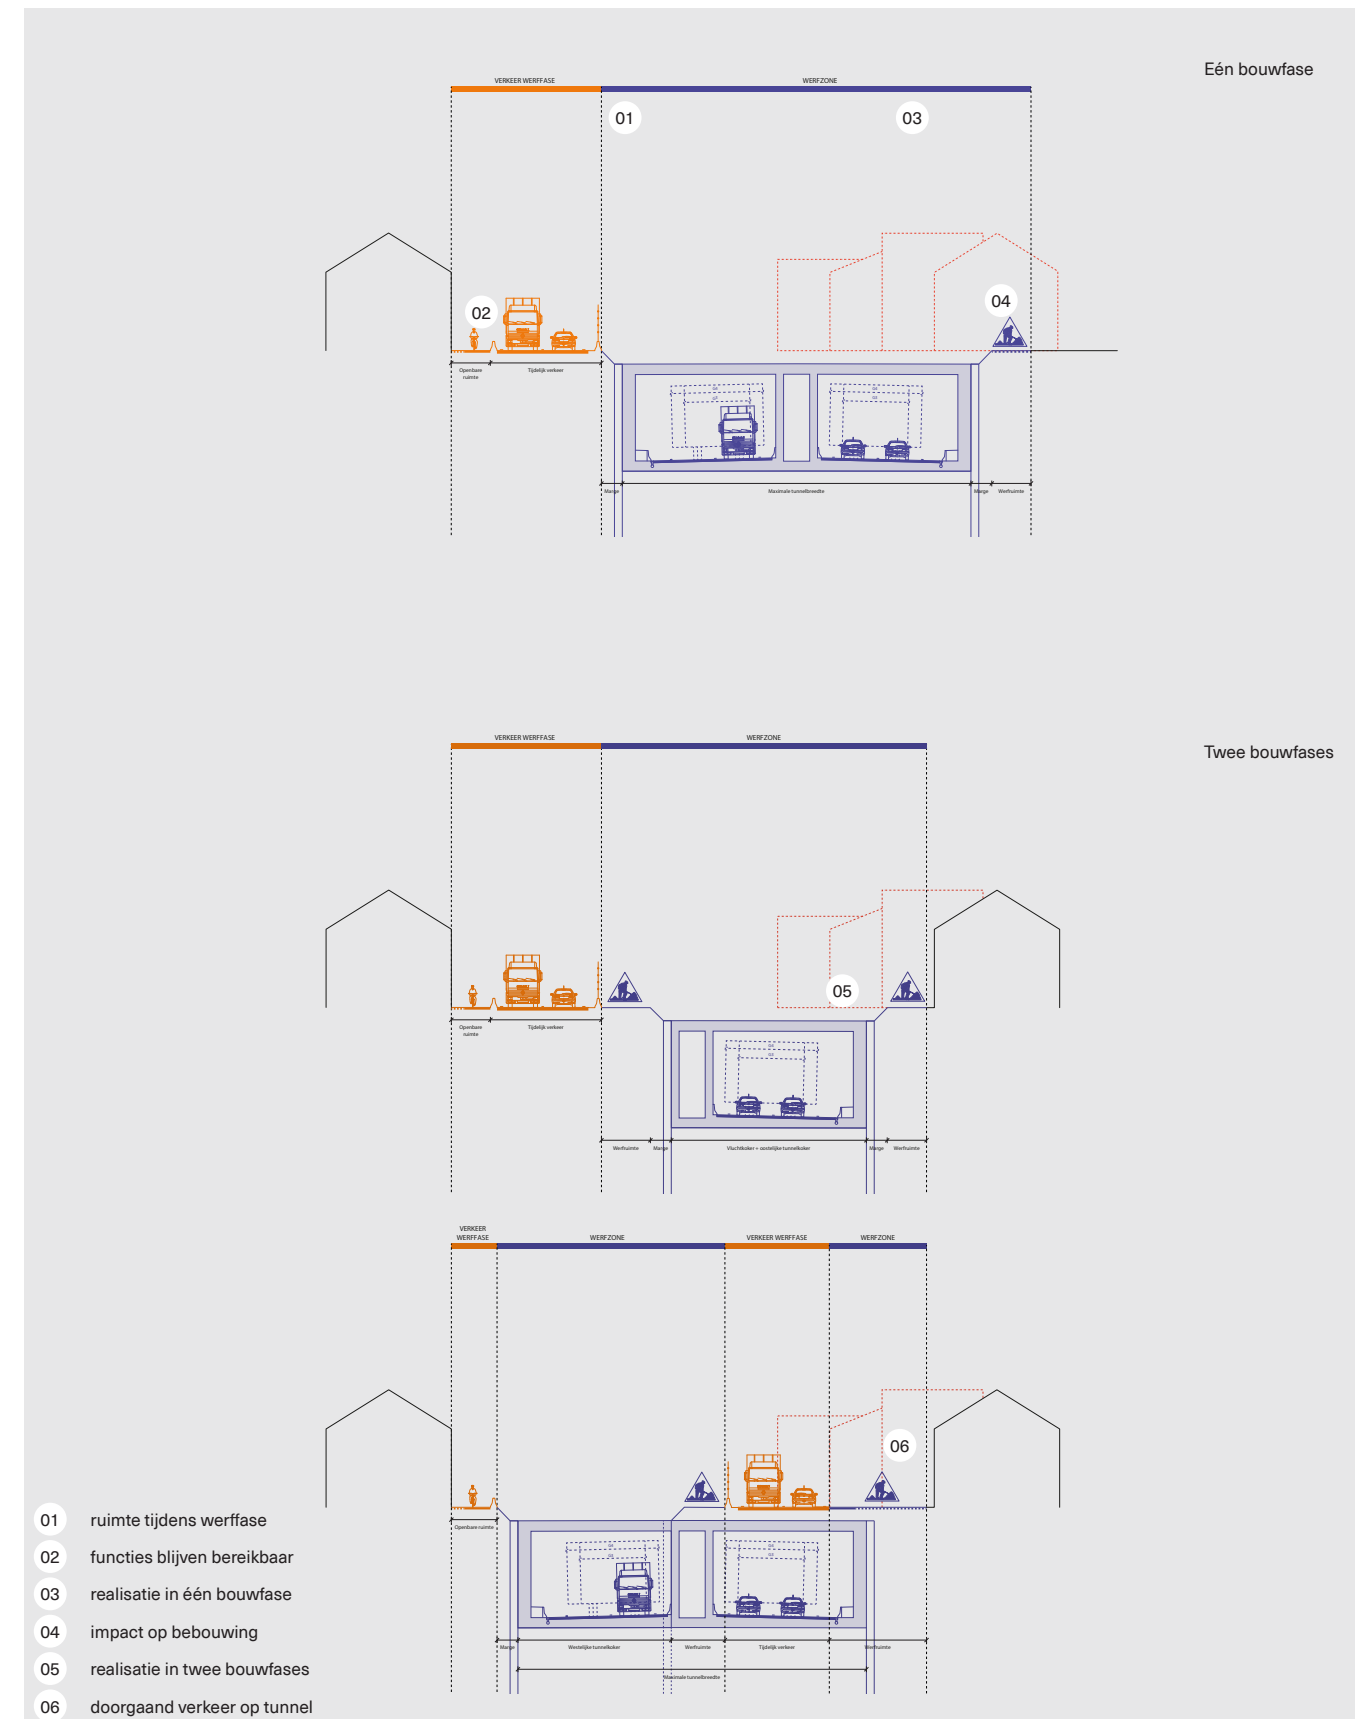 Eén bouwfase
VERKEER WERFFASE
WERFZONE
01
03
02
04
Openbare
ruimte
Tijdelijk verkeer
Marge
Maximale tunnelbreedte
Marge
Werfruimte
Twee bouwfases
VERKEER WERFFASE
WERFZONE
05
Openbare
ruimte
Tijdelijk verkeer
Werfruimte
Marge
Vluchtkoker + oostelijke tunnelkoker
Marge
Werfruimte
VERKEER
WERFFASE
WERFZONE
VERKEER WERFFASE
WERFZONE
06
Openbare ruimte
Marge
Westelijke tunnelkoker
Werfruimte
Tijdelijk verkeer
Werfruimte
Maximale tunnelbreedte
01 ruimte tijdens werffase
02 functies blijven bereikbaar
03 realisatie in één bouwfase
04 impact op bebouwing
05 realisatie in twee bouwfases
06 doorgaand verkeer op tunnel